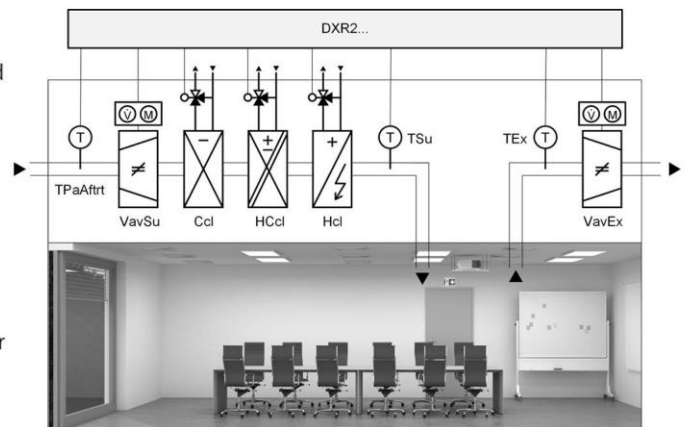 DXR2...
d
V M
T
T TSu
TEx T
V M
TPaAftrt
VavSu
Ccl
HCcl
Hcl
VavEx
r